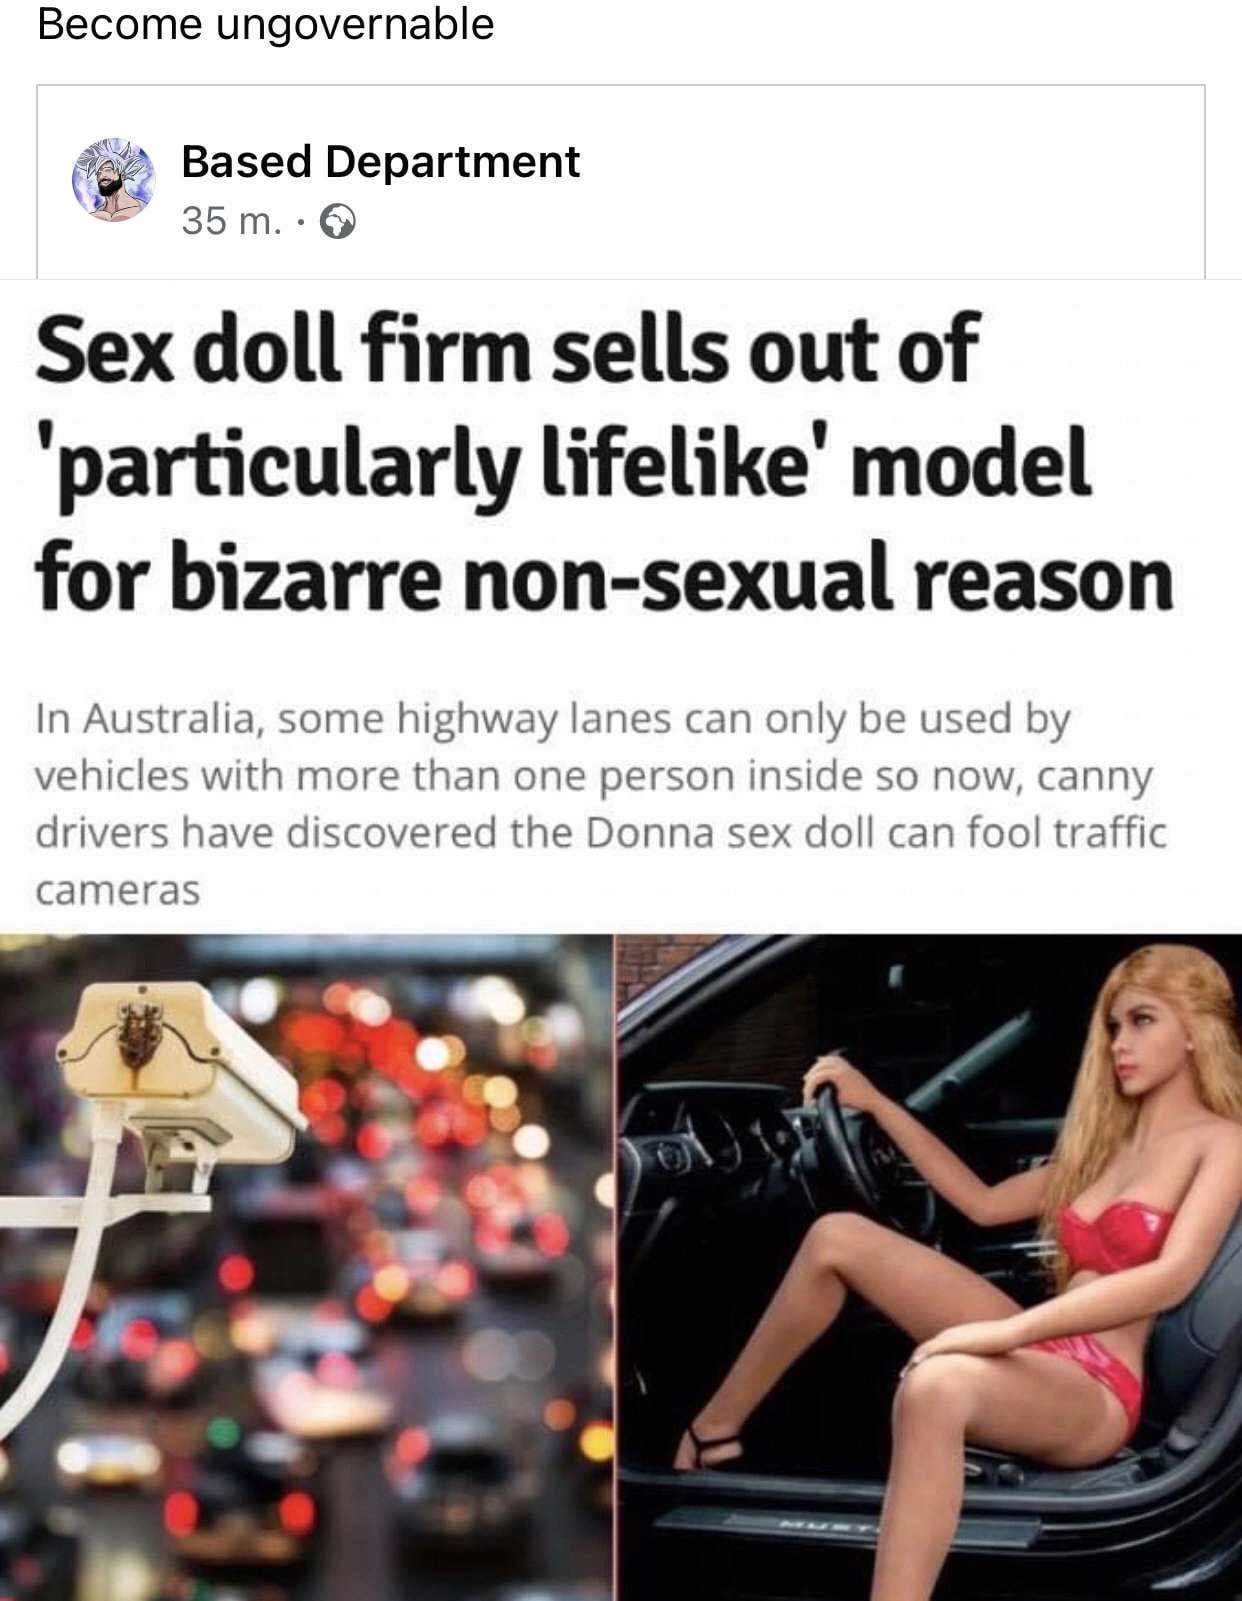 Become ungovernable
Based Department
35 m. ·
Sex doll firm sells out of
'particularly lifelike' model
for bizarre non-sexual reason
In Australia, some highway lanes can only be used by
vehicles with more than one person inside so now, canny
drivers have discovered the Donna sex doll can fool traffic
cameras